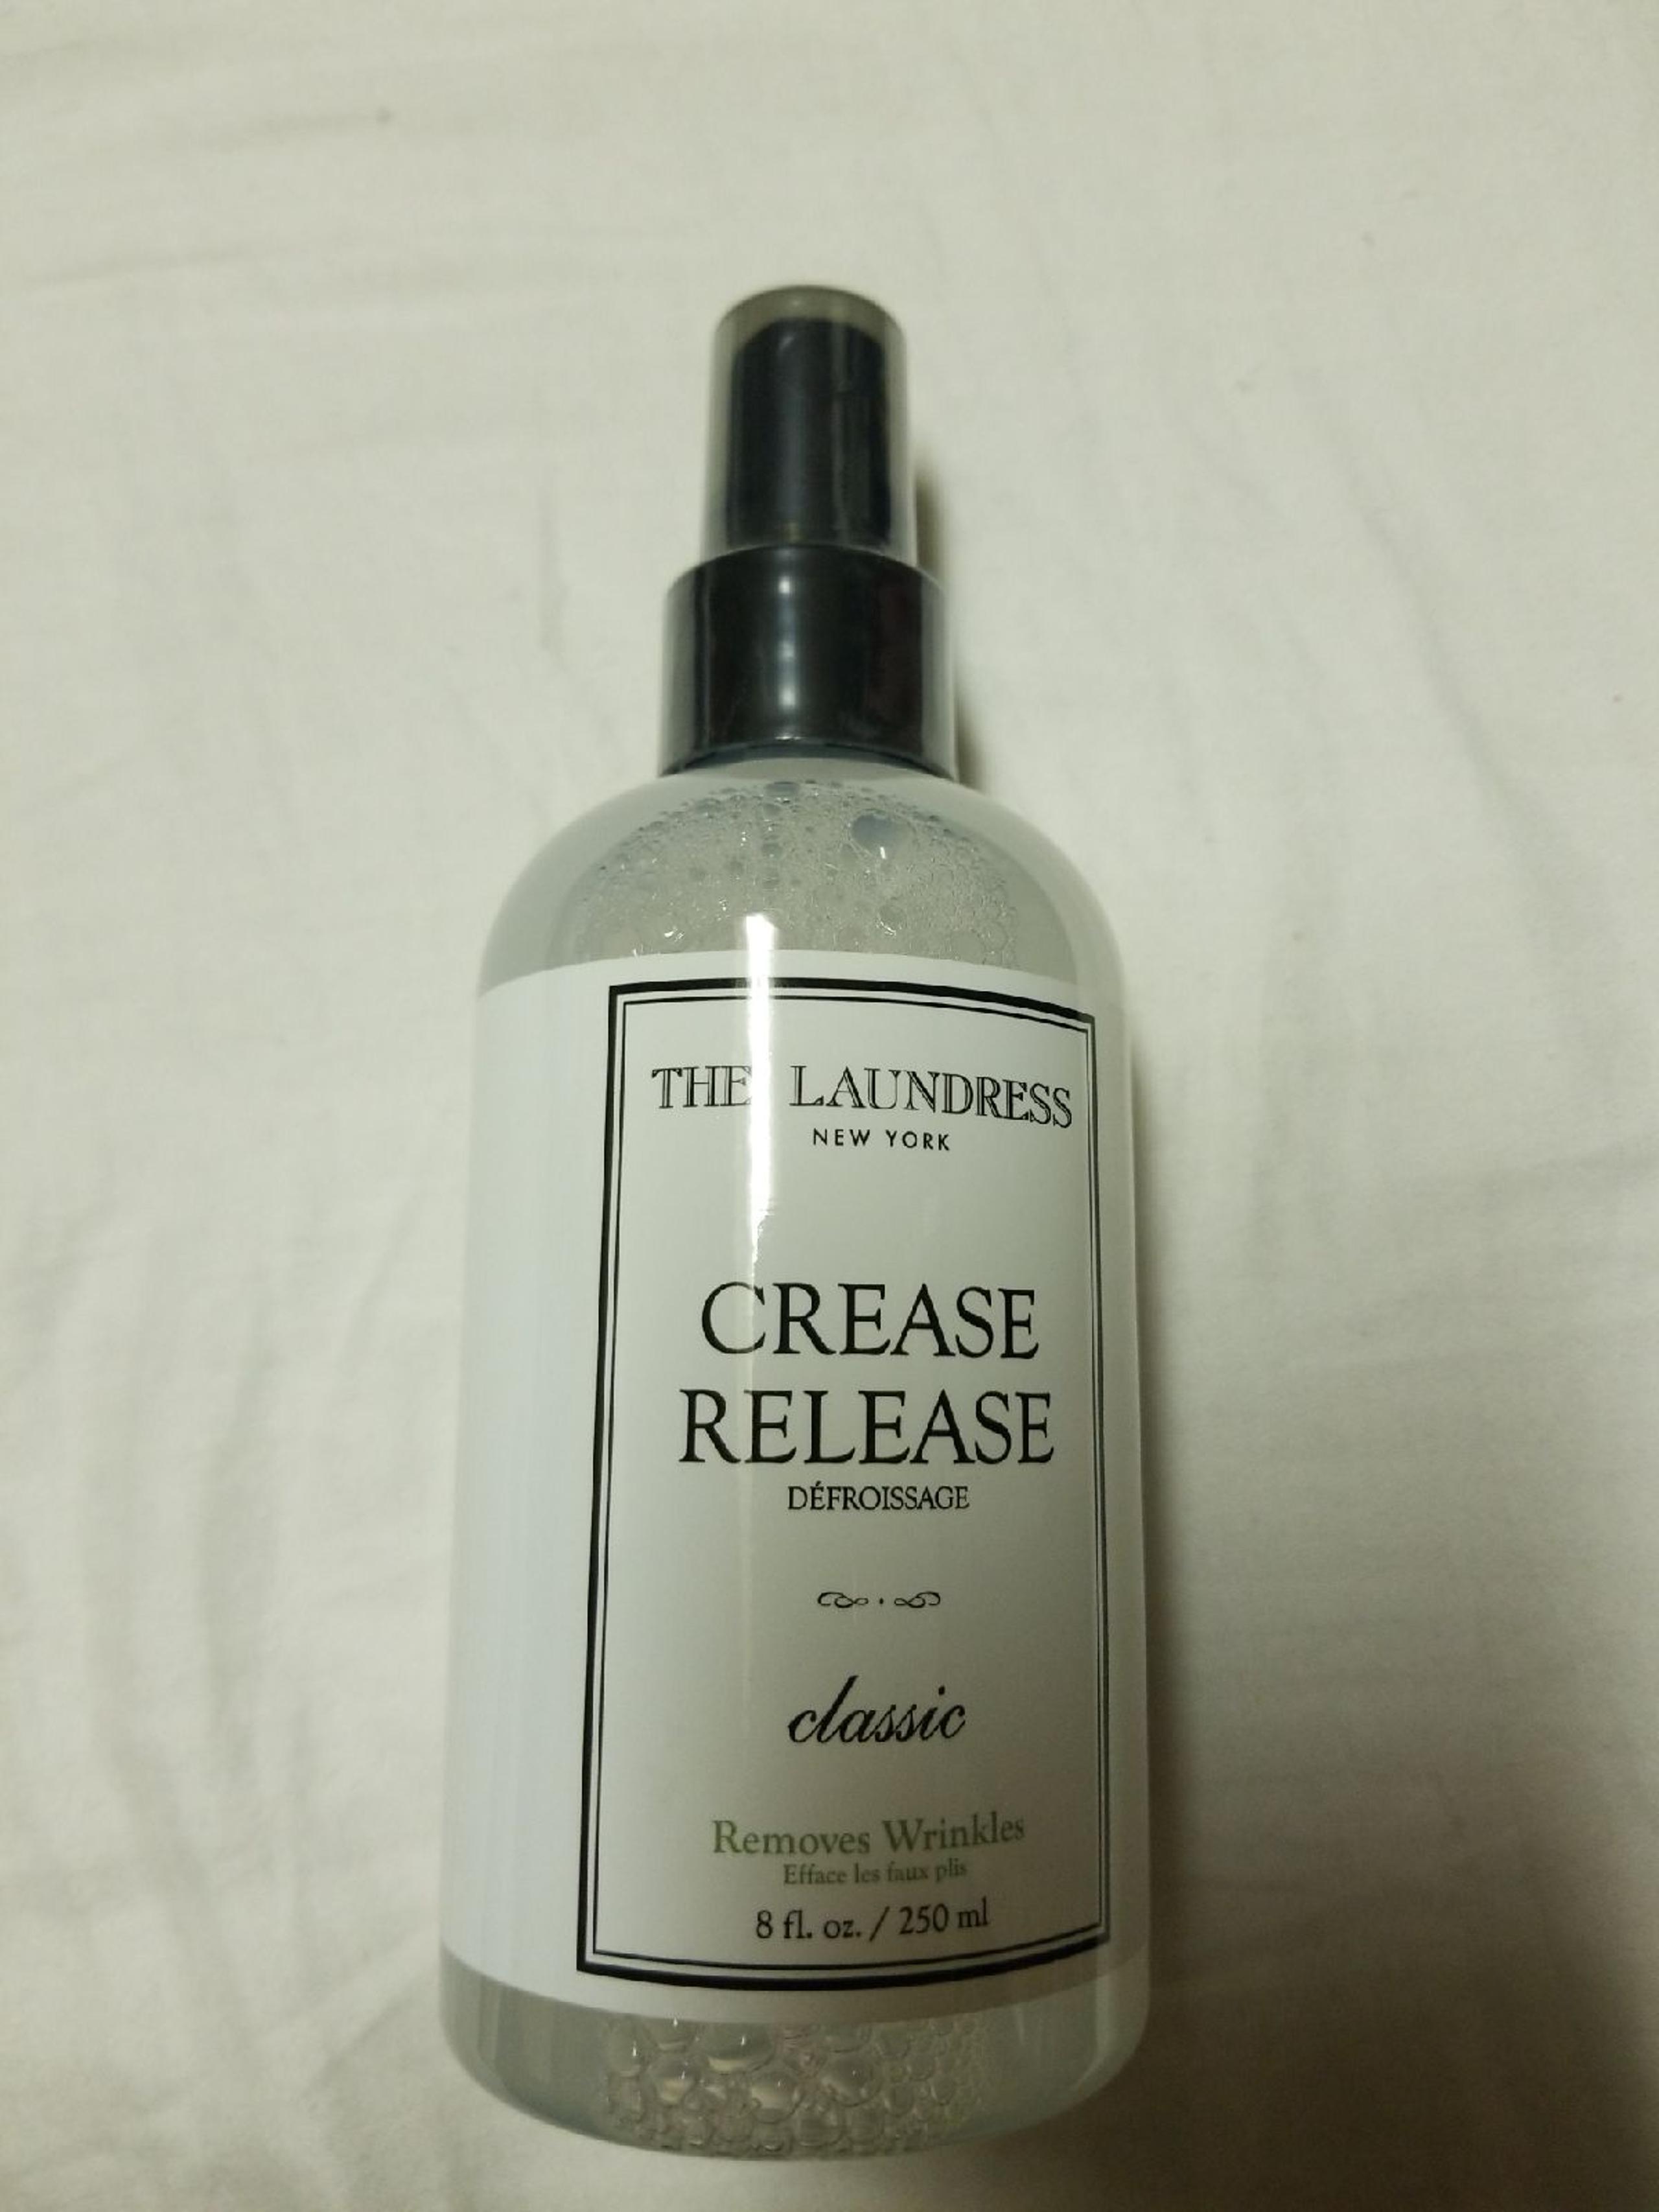 THE LAUNDRESS
NEW YORK
CREASE
RELEASE
DÉFROISSAGE
classic
Removes Wrinkles
Efface les faux plis
8 fl. oz. / 250 ml